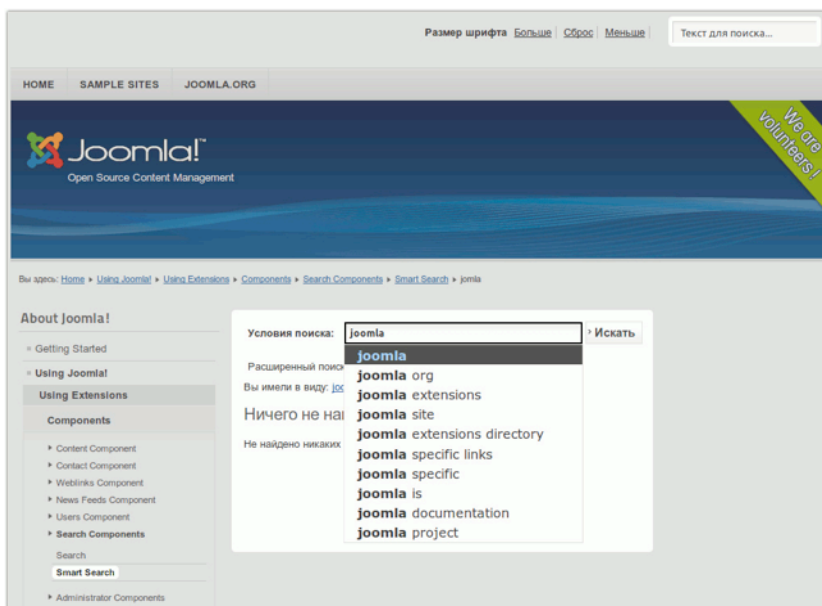 Размер шрифта Больше Сброс Меньше
Текст для поиска...
HOME SAMPLE SITES JOOMLA.ORG
Joomla!™
Open Source Content Management
We are
volunteers !
Вы здесь: Home Using Joomla! Using Extensions Components Search Components Smart Search jomla
About Joomla!
Getting Started
Using Joomla!
Using Extensions
Components
Content Component
Contact Component
Weblinks Component
News Feeds Component
Users Component
Search Components
Search
Smart Search
Administrator Components
Условия поиска: joomla Искать
Расширенный поиск
Вы имели в виду:
Ничего не
Не найдено никаких
joomla
joomla org
joomla extensions
joomla site
joomla extensions directory
joomla specific links
joomla specific
joomla is
joomla documentation
joomla project